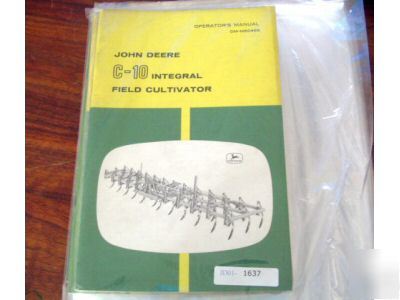 OPERATOR'S MANUAL
JOHN DEERE
C-10 INTEGRAL
FIELD CULTIVATOR
1637